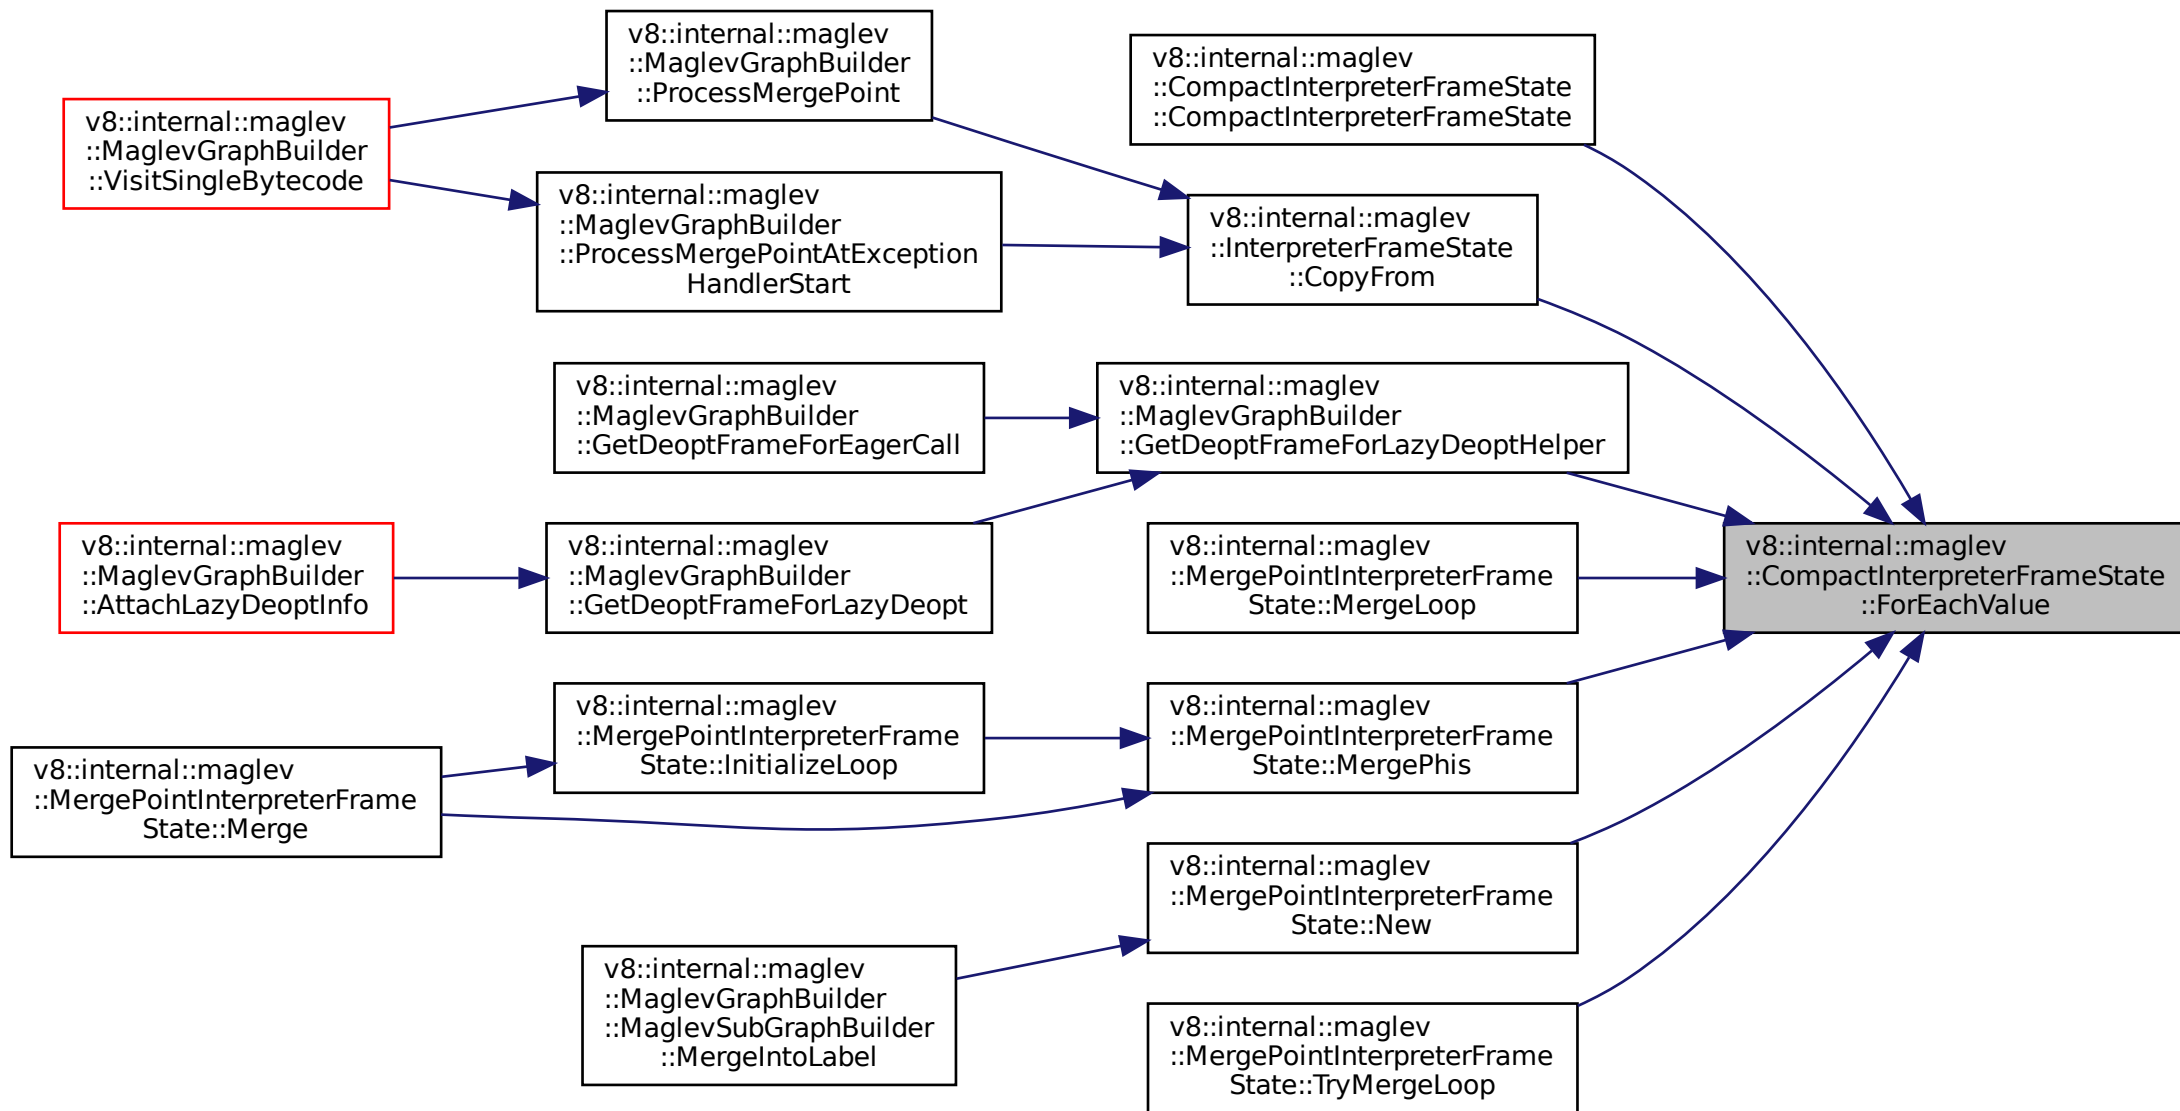 v8::internal::maglev
::MaglevGraphBuilder
::VisitSingleBytecode
v8::internal::maglev
::MaglevGraphBuilder
::ProcessMergePoint
v8::internal::maglev
::MaglevGraphBuilder
::ProcessMergePointAtException
HandlerStart
v8::internal::maglev
::CompactInterpreterFrameState
::CompactInterpreterFrameState
v8::internal::maglev
::InterpreterFrameState
::CopyFrom
v8::internal::maglev
::MaglevGraphBuilder
::GetDeoptFrameForEagerCall
v8::internal::maglev
::MaglevGraphBuilder
::GetDeoptFrameForLazyDeoptHelper
v8::internal::maglev
::MaglevGraphBuilder
::AttachLazyDeoptInfo
v8::internal::maglev
::MaglevGraphBuilder
::GetDeoptFrameForLazyDeopt
v8::internal::maglev
::MergePointInterpreterFrame
State::MergeLoop
v8::internal::maglev
::CompactInterpreterFrameState
::ForEachValue
v8::internal::maglev
::MergePointInterpreterFrame
State::Merge
v8::internal::maglev
::MergePointInterpreterFrame
State::InitializeLoop
v8::internal::maglev
::MergePointInterpreterFrame
State::MergePhis
v8::internal::maglev
::MergePointInterpreterFrame
State::New
v8::internal::maglev
::MaglevGraphBuilder
::MaglevSubGraphBuilder
::MergeIntoLabel
v8::internal::maglev
::MergePointInterpreterFrame
State::TryMergeLoop